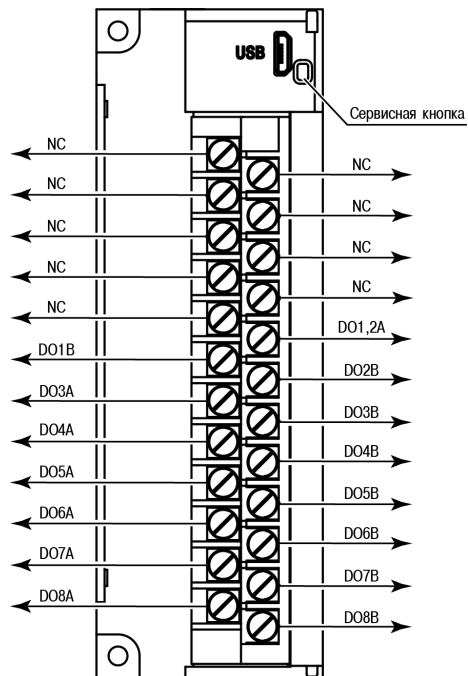 USB
Сервисная кнопка
NC
NC
NC
NC
NC
NC
NC
NC
NC
DO1,2A
DO1B
DO2B
DO3A
DO3B
DO4A
DO4B
DO5A
DO5B
DO6A
DO6B
DO7A
DO7B
DO8A
DO8B